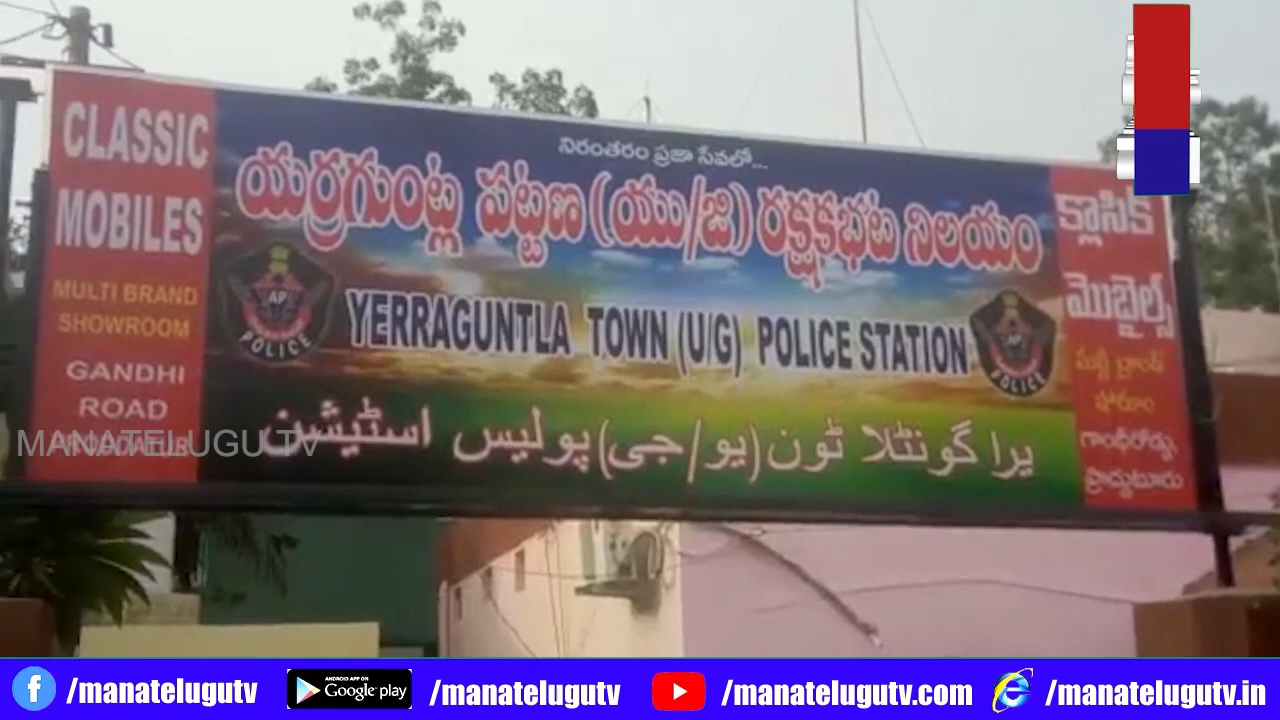 CLASSIC
MOBILES
MULTI BRAND
SHOWROOM
GANDHI
ROAD
PRODDATUR
నిరంతరం ప్రజా సేవలో...
యర్రగుంట్ల పట్టణ (యు/జి) రక్షకభట నిలయం
AP
POLICE
YERRAGUNTLA TOWN (U/G) POLICE STATION
POLICE
یرا گونٹلا ٹون (یو/جی) پولیس اسٹیشن
క్లాసిక్
మొబైల్స్
మల్టీ బ్రాండ్
షోరూం
గాంధీరోడ్డు,
ప్రొద్దుటూరు
MANATELUGU TV
/manatelugutv
ANDROID APP ON
Google play
/manatelugutv
/manatelugutv.com
/manatelugutv.in